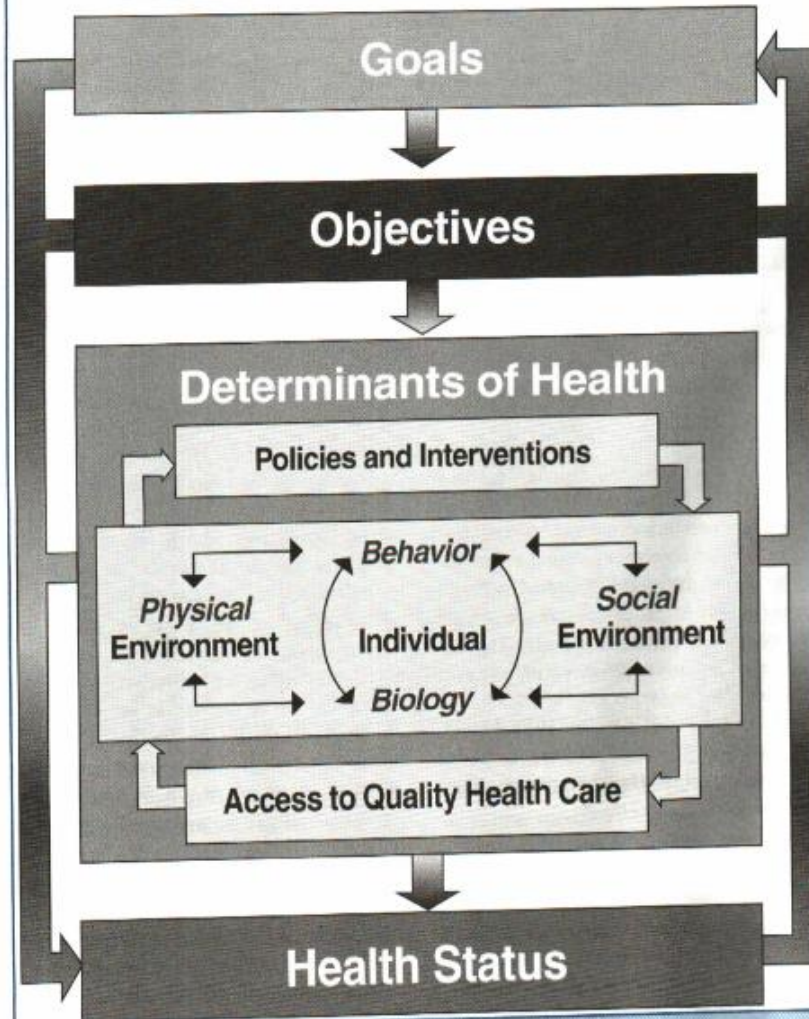 Goals
Objectives
Determinants of Health
Policies and Interventions
Behavior
Physical
Environment
Individual
Social
Environment
Biology
Access to Quality Health Care
Health Status